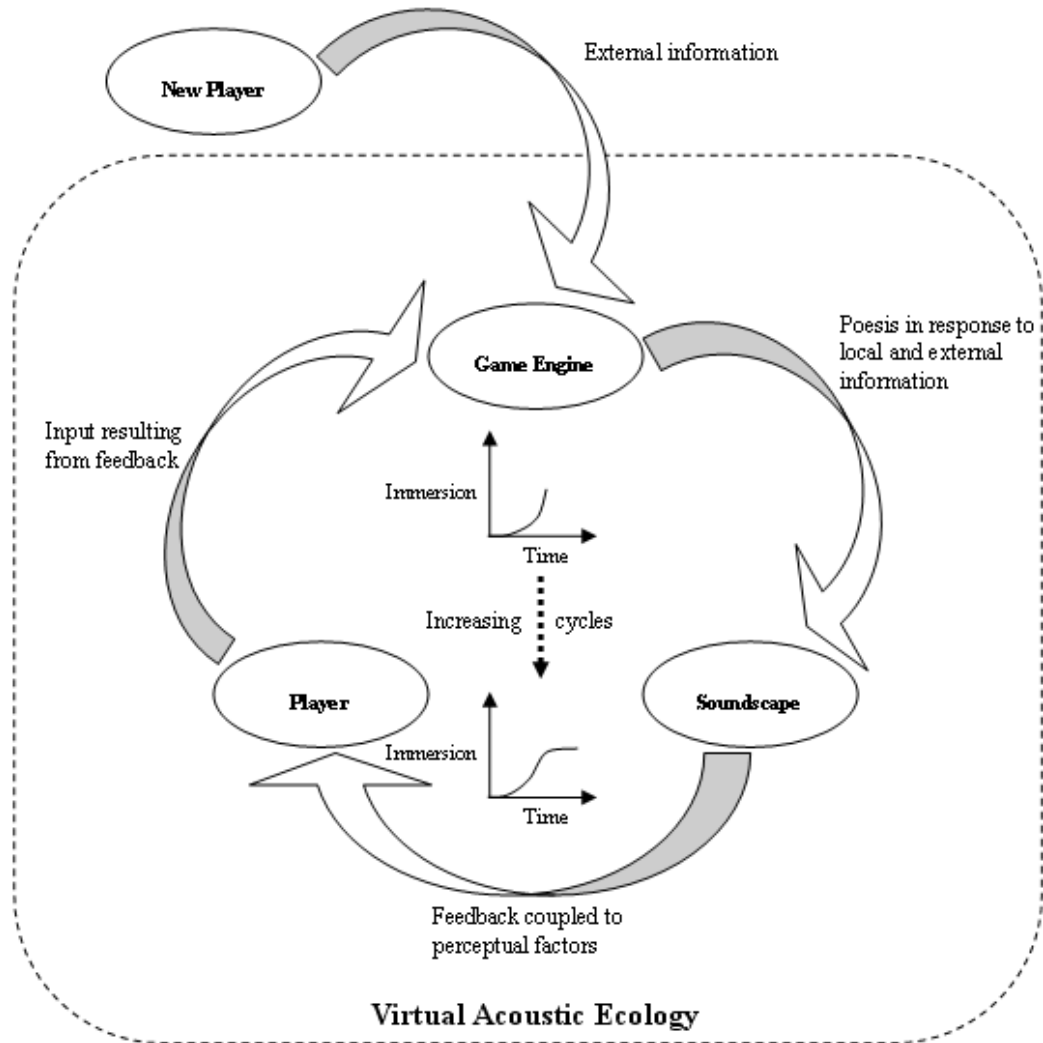 New Player
External information
Game Engine
Poesis in response to
local and external
information
Input resulting
from feedback
Immersion
Time
Increasing cycles
Player
Soundscape
Immersion
Time
Feedback coupled to
perceptual factors
Virtual Acoustic Ecology